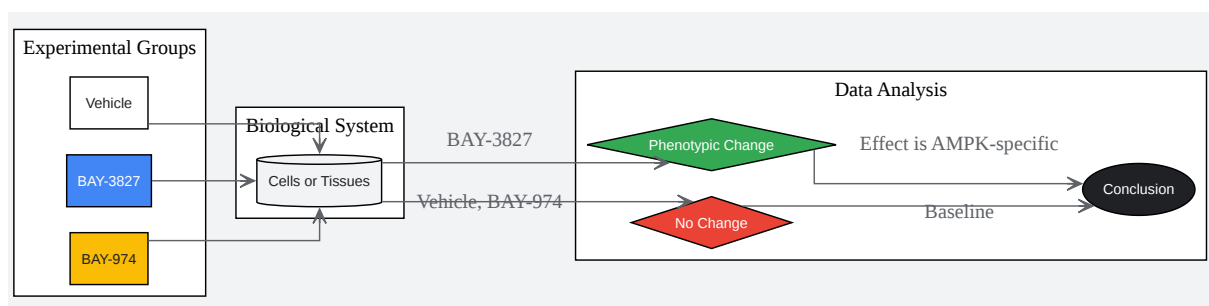 Experimental Groups
Vehicle
BAY-3827
BAY-974
Biological System
Cells or Tissues
BAY-3827
Vehicle, BAY-974
Data Analysis
Phenotypic Change
No Change
Effect is AMPK-specific
Baseline
Conclusion